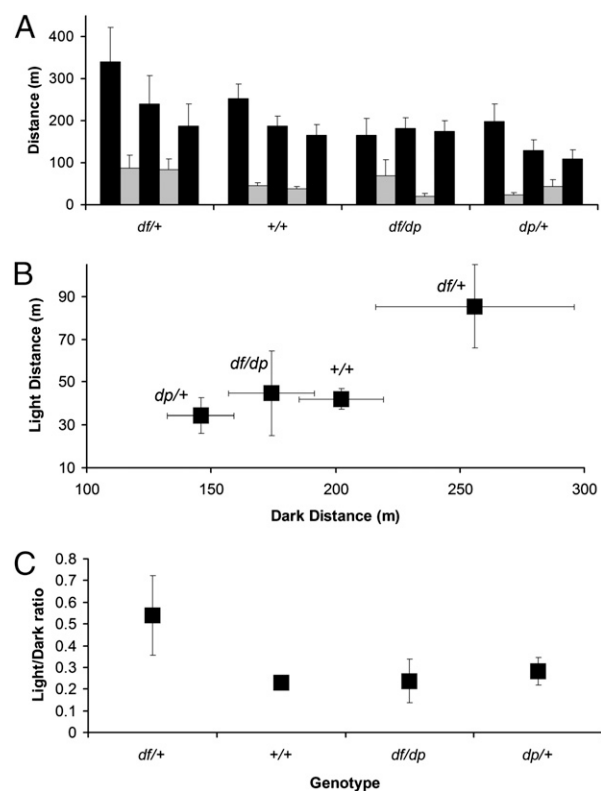 A
Distance (m)
400
300
200
100
0
df/+ +/+ df/dp dp/+
B
Light Distance (m)
90
70
50
30
10
df/+
+/+
df/dp
dp/+
100 150 200 250 300
Dark Distance (m)
C
Light/Dark ratio
0.8
0.7
0.6
0.5
0.4
0.3
0.2
0.1
0
df/+ +/+ df/dp dp/+
Genotype